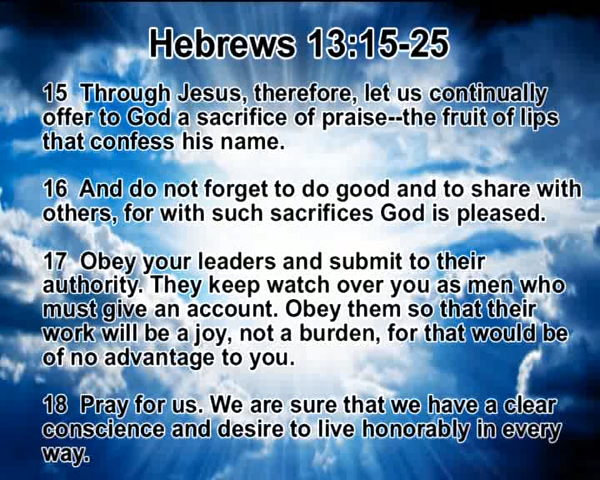 Hebrews 13:15-25
15  Through Jesus, therefore, let us continually
offer to God a sacrifice of praise--the fruit of lips
that confess his name.
16  And do not forget to do good and to share with
others, for with such sacrifices God is pleased.
17  Obey your leaders and submit to their
authority. They keep watch over you as men who
must give an account. Obey them so that their
work will be a joy, not a burden, for that would be
of no advantage to you.
18  Pray for us. We are sure that we have a clear
conscience and desire to live honorably in every
way.